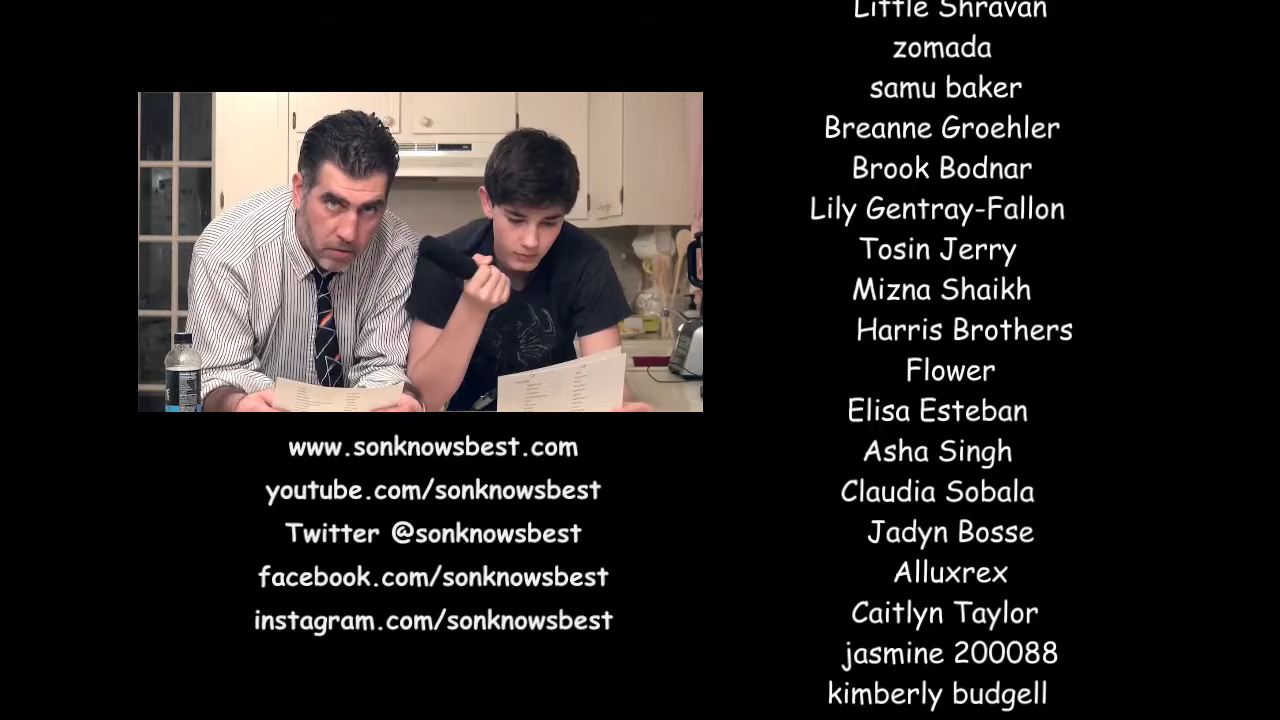 www.sonknowsbest.com
youtube.com/sonknowsbest
Twitter @sonknowsbest
facebook.com/sonknowsbest
instagram.com/sonknowsbest
Little Shravan
zomada
samu baker
Breanne Groehler
Brook Bodnar
Lily Gentray-Fallon
Tosin Jerry
Mizna Shaikh
Harris Brothers
Flower
Elisa Esteban
Asha Singh
Claudia Sobala
Jadyn Bosse
Alluxrex
Caitlyn Taylor
jasmine 200088
kimberly budgell